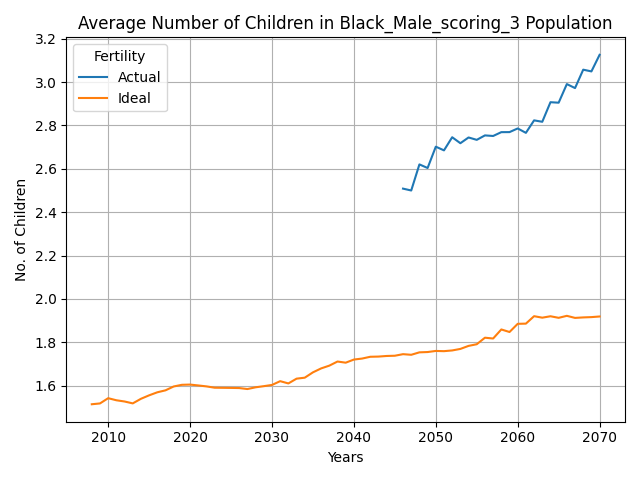 Average Number of Children in Black_Male_scoring_3 Population
Fertility
Actual
Ideal
No. of Children
3.2
3.0
2.8
2.6
2.4
2.2
2.0
1.8
1.6
2010 2020 2030 2040 2050 2060 2070
Years